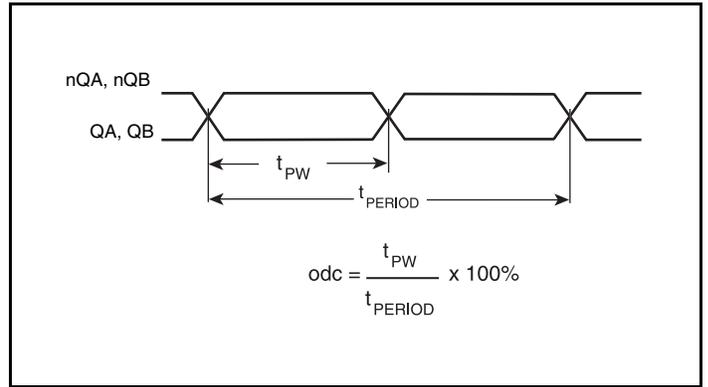 nQA, nQB
QA, QB
tPW
tPERIOD
odc = tPW / tPERIOD x 100%